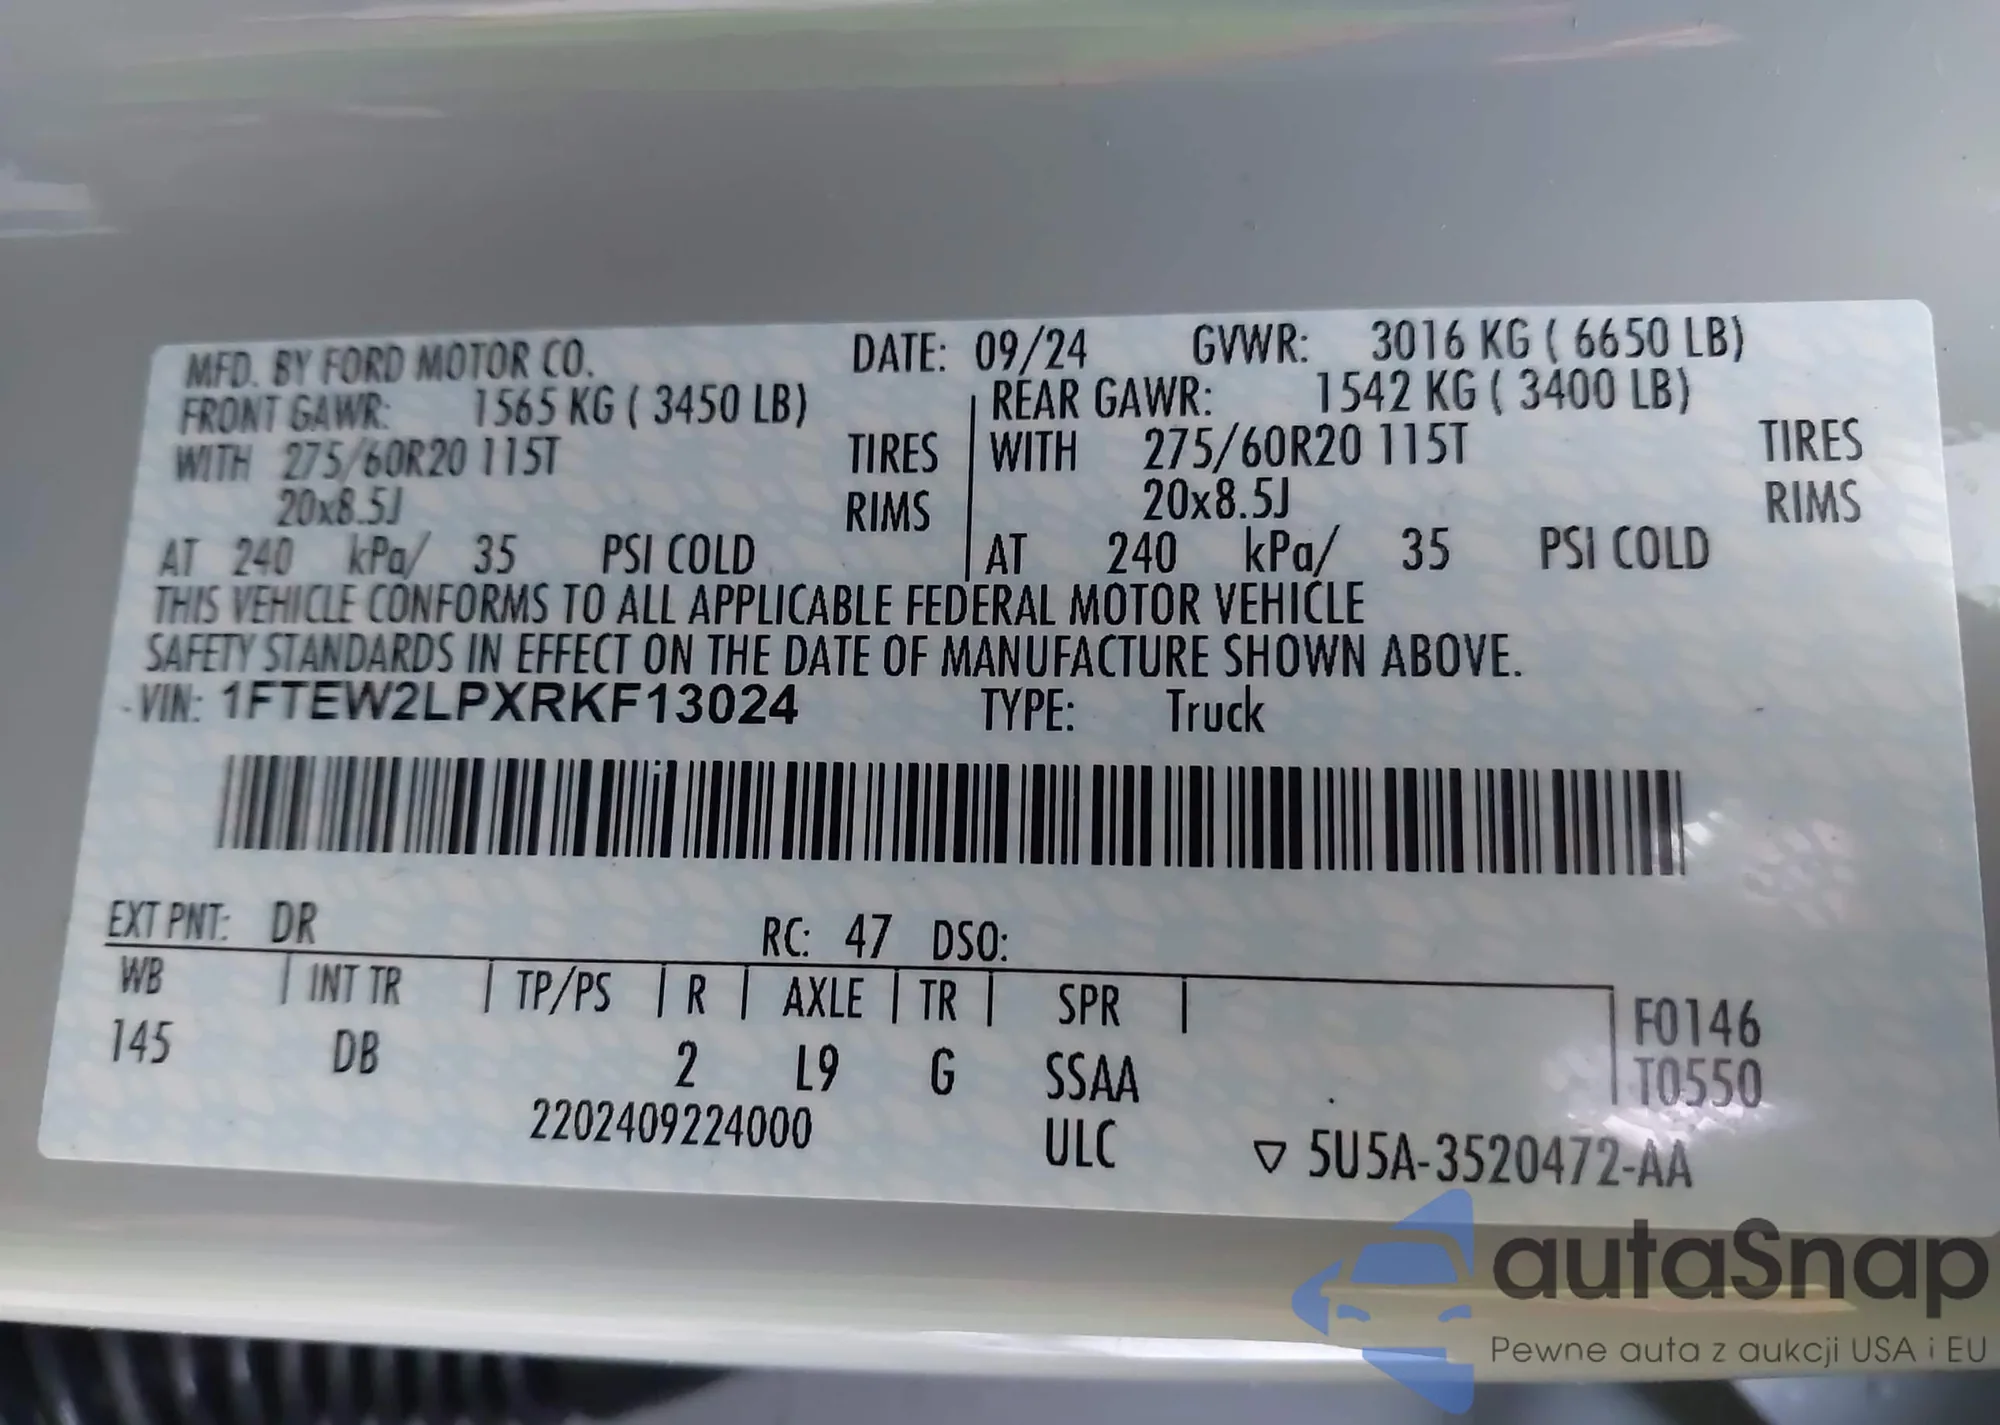 MFD. BY FORD MOTOR CO. DATE: 09/24 GVWR: 3016 KG ( 6650 LB)
FRONT GAWR: 1565 KG ( 3450 LB) REAR GAWR: 1542 KG ( 3400 LB)
WITH 275/60R20 115T TIRES WITH 275/60R20 115T TIRES
20x8.5J RIMS 20x8.5J RIMS
AT 240 kPa/ 35 PSI COLD AT 240 kPa/ 35 PSI COLD
THIS VEHICLE CONFORMS TO ALL APPLICABLE FEDERAL MOTOR VEHICLE
SAFETY STANDARDS IN EFFECT ON THE DATE OF MANUFACTURE SHOWN ABOVE.
VIN: 1FTEW2LPXRKF13024 TYPE: Truck
EXT PNT: DR RC: 47 DSO:
WB INT TR TP/PS R AXLE TR SPR F0146
145 DB 2 L9 G SSAA T0550
2202409224000 ULC ▽ 5U5A-3520472-AA
autaSnap
Pewne auta z aukcji USA i EU